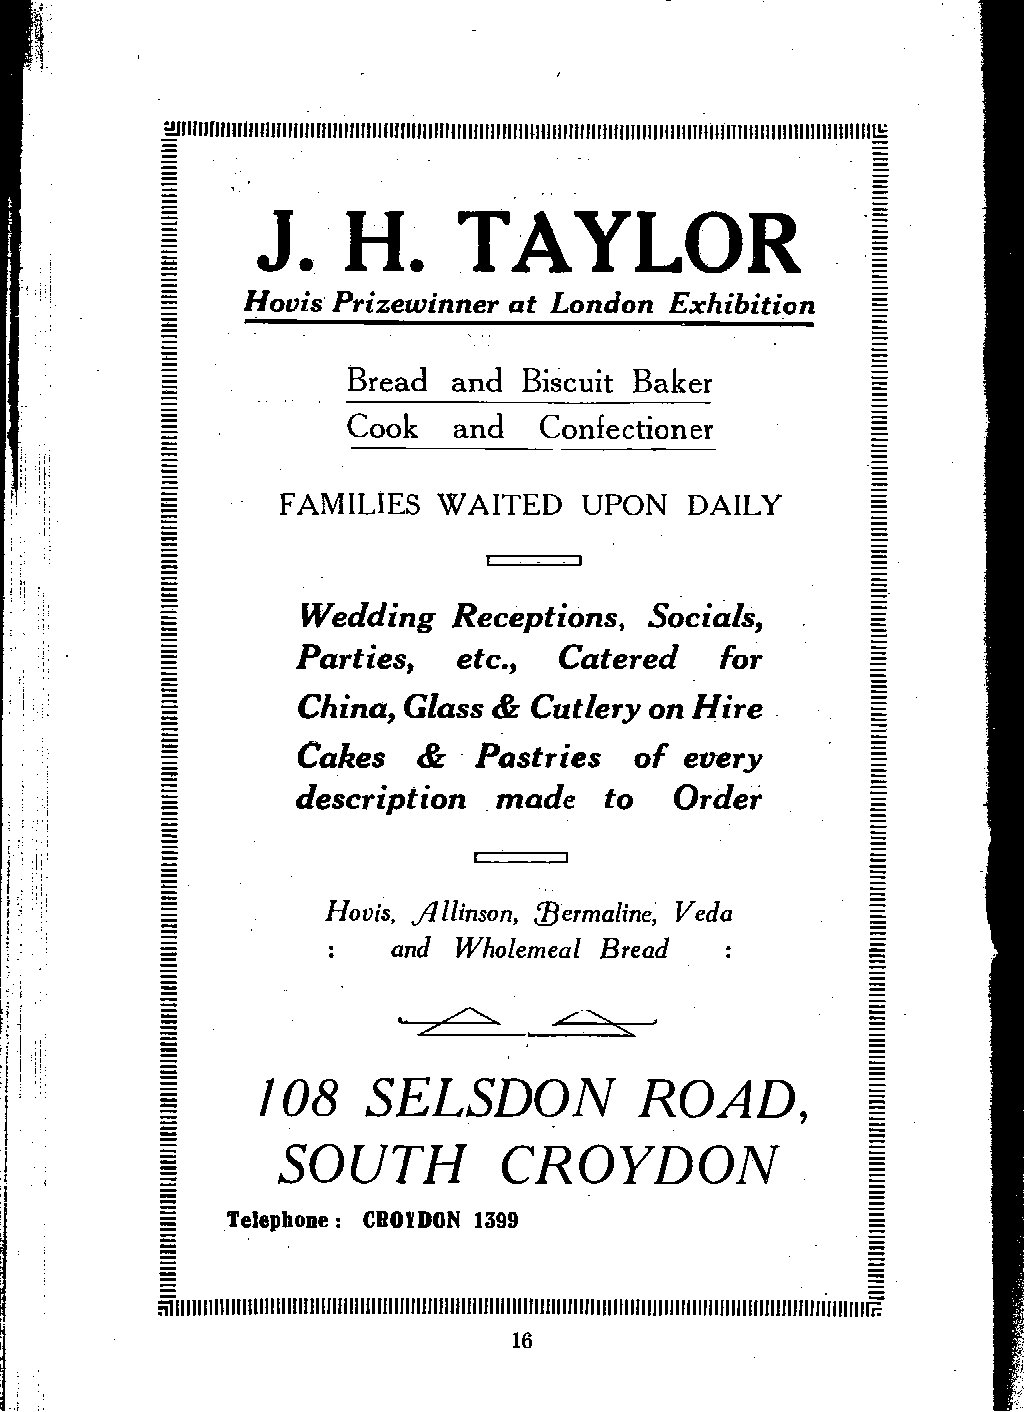 J. H. TAYLOR
Hovis Prizewinner at London Exhibition
Bread and Biscuit Baker
Cook and Confectioner
FAMILIES WAITED UPON DAILY
Wedding Receptions, Socials,
Parties, etc., Catered for
China, Glass & Cutlery on Hire
Cakes & Pastries of every
description made to Order
Hovis, Allinson, Bermaline, Veda
: and Wholemeal Bread :
108 SELSDON ROAD,
SOUTH CROYDON
Telephone : CROYDON 1399
16